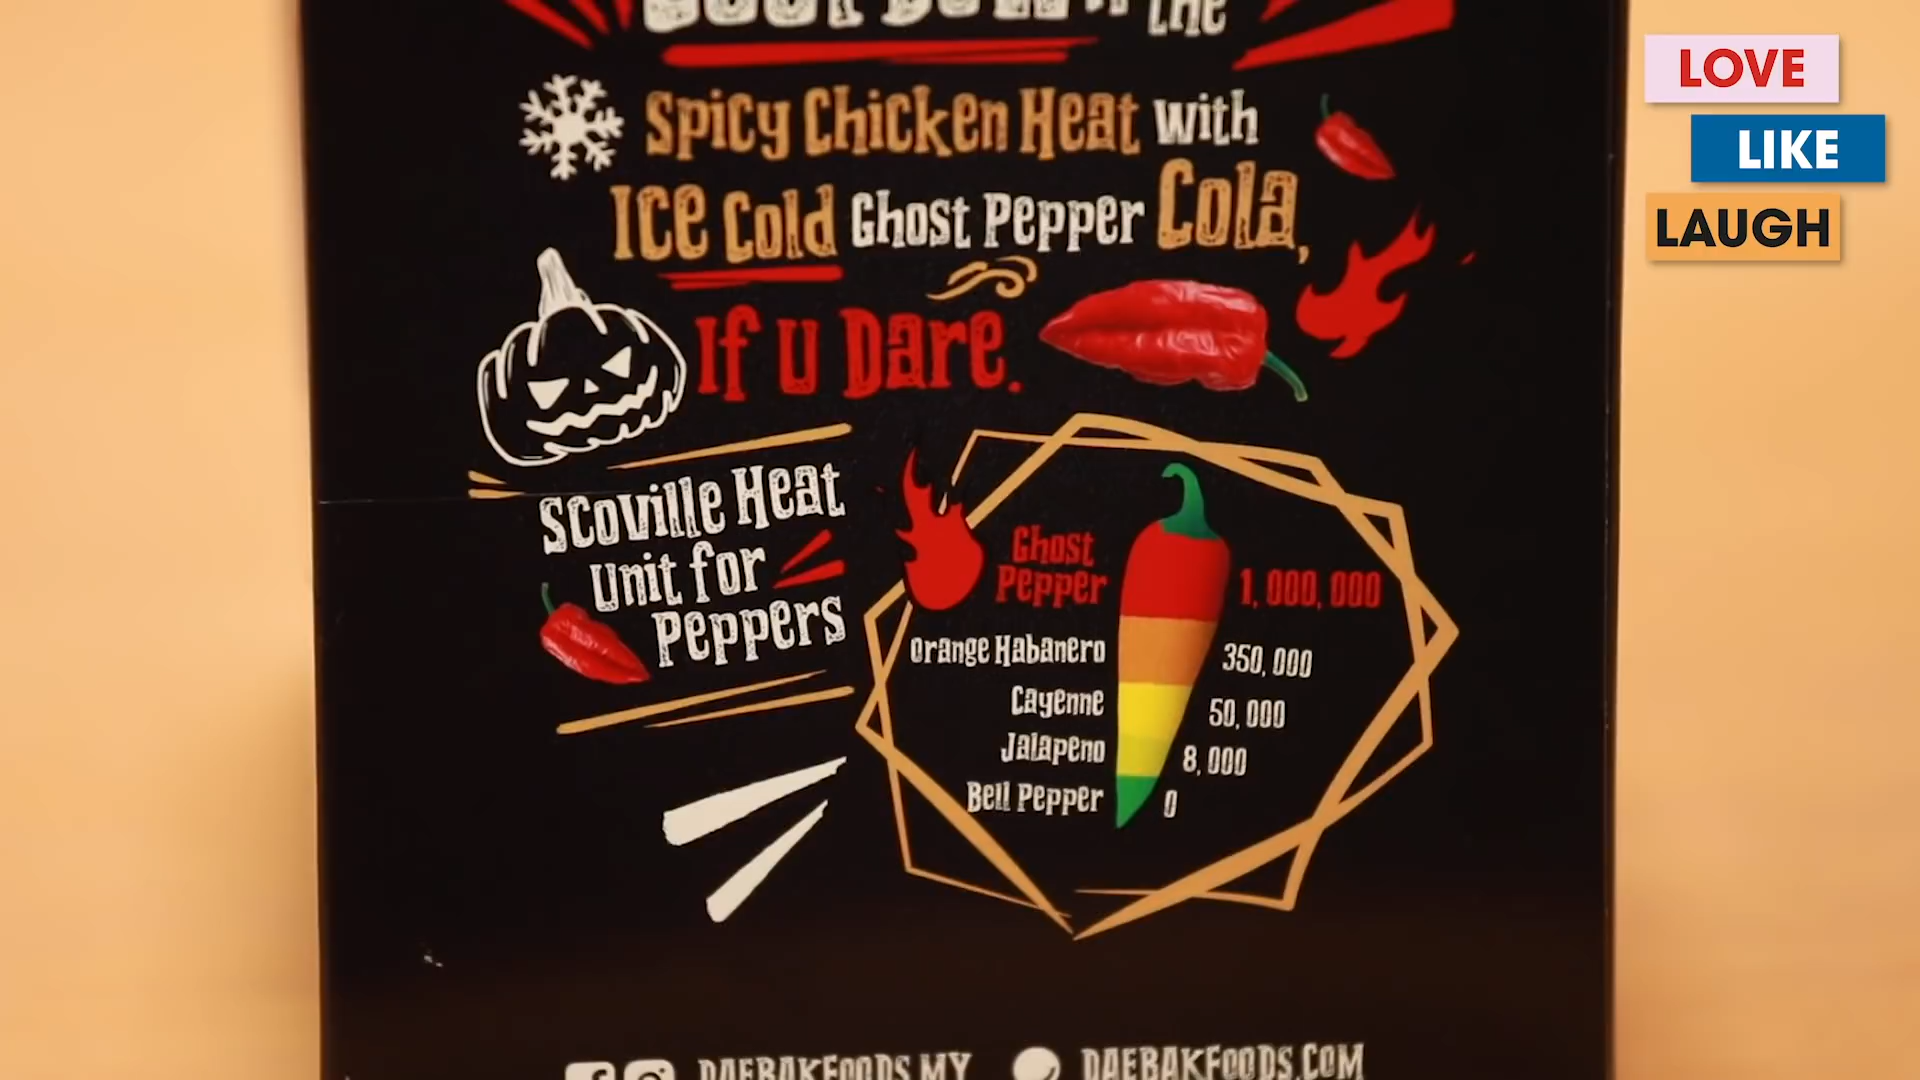 the
Spicy Chicken Heat with
Ice Cold Ghost Pepper Cola,
If u Dare.
Scoville Heat
Unit for
Peppers
Ghost
Pepper 1,000,000
Orange Habanero 350,000
Cayenne 50,000
Jalapeno 8,000
Bell Pepper 0
DAEBAKFOODS.MY DAEBAKFOODS.COM
LOVE
LIKE
LAUGH